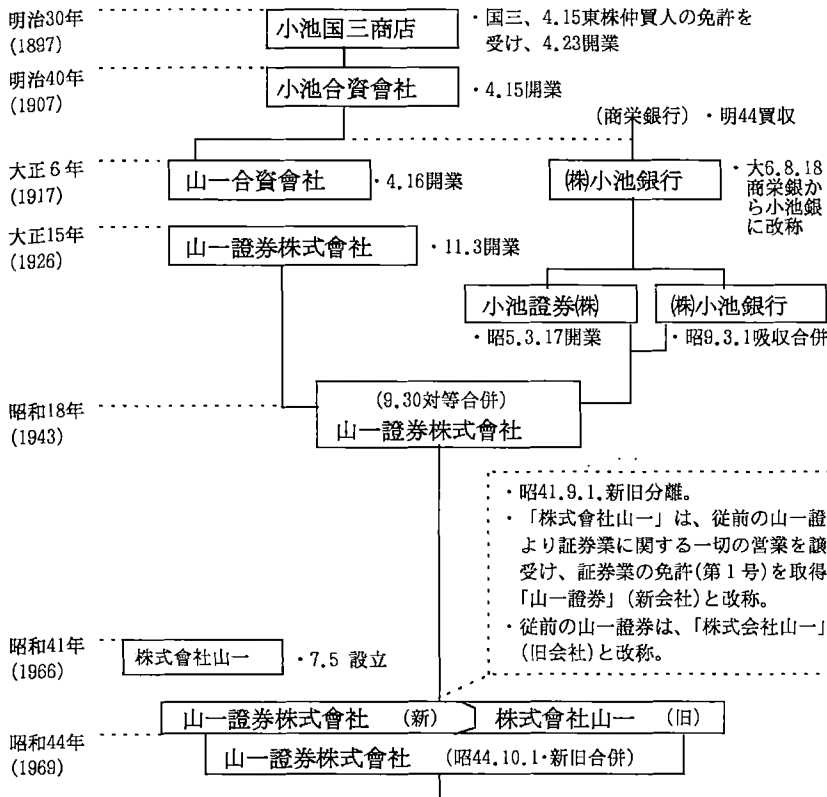 明治30年
(1897)
小池国三商店
・国三、4.15東株仲買人の免許を
受け、4.23開業
明治40年
(1907)
小池合資會社
・4.15開業
(商栄銀行)・明44買収
大正6年
(1917)
山一合資會社
・4.16開業
㈱小池銀行
・大6.8.18
商栄銀か
ら小池銀
に改称
大正15年
(1926)
山一證券株式會社
・11.3開業
小池證券㈱
㈱小池銀行
・昭5.3.17開業
・昭9.3.1吸収合併
昭和18年
(1943)
(9.30対等合併)
山一證券株式會社
・昭41.9.1.新旧分離。
・「株式會社山一」は、従前の山一證
より証券業に関する一切の営業を譲
受け、証券業の免許(第1号)を取得
「山一證券」(新会社)と改称。
・従前の山一證券は、「株式会社山一」
(旧会社)と改称。
昭和41年
(1966)
株式會社山一
・7.5 設立
山一證券株式會社 (新)
株式會社山一 (旧)
昭和44年
(1969)
山一證券株式會社 (昭44.10.1・新旧合併)